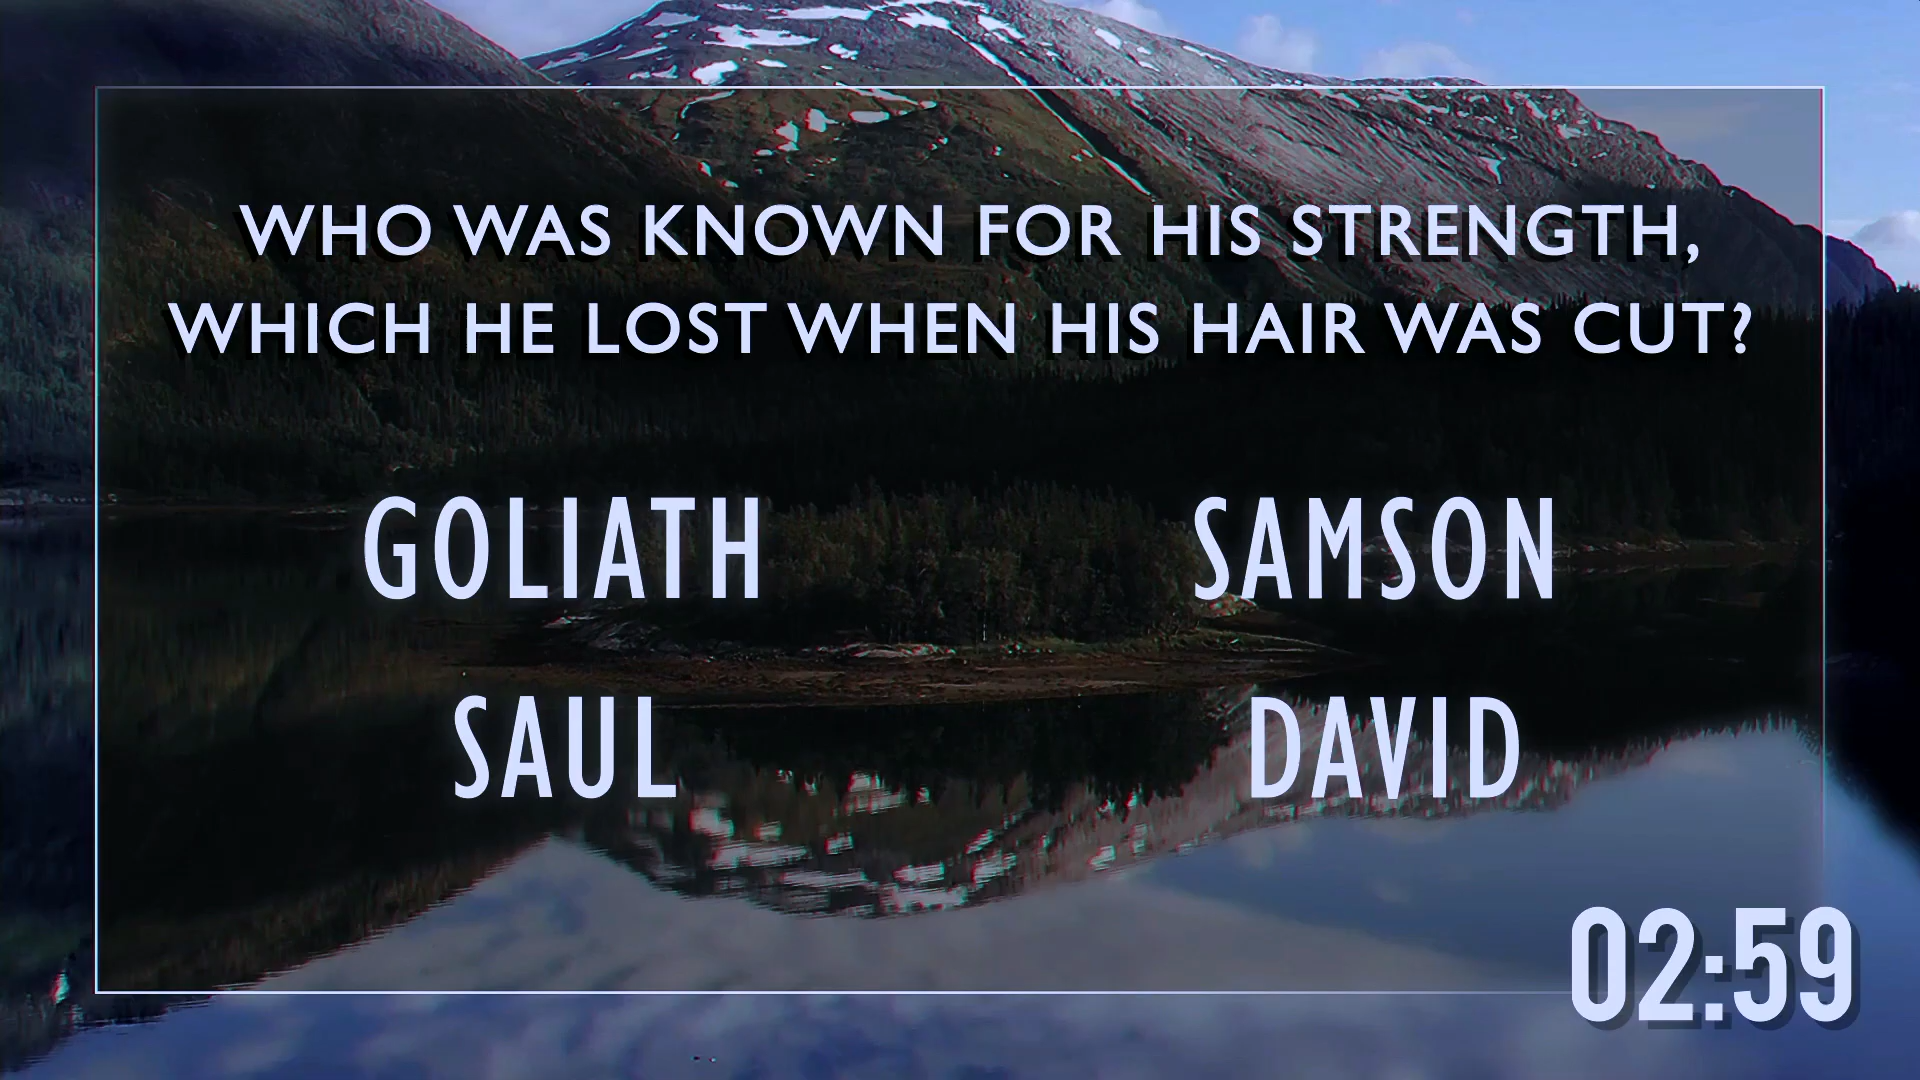 WHO WAS KNOWN FOR HIS STRENGTH,
WHICH HE LOST WHEN HIS HAIR WAS CUT?
GOLIATH
SAMSON
SAUL
DAVID
02:59